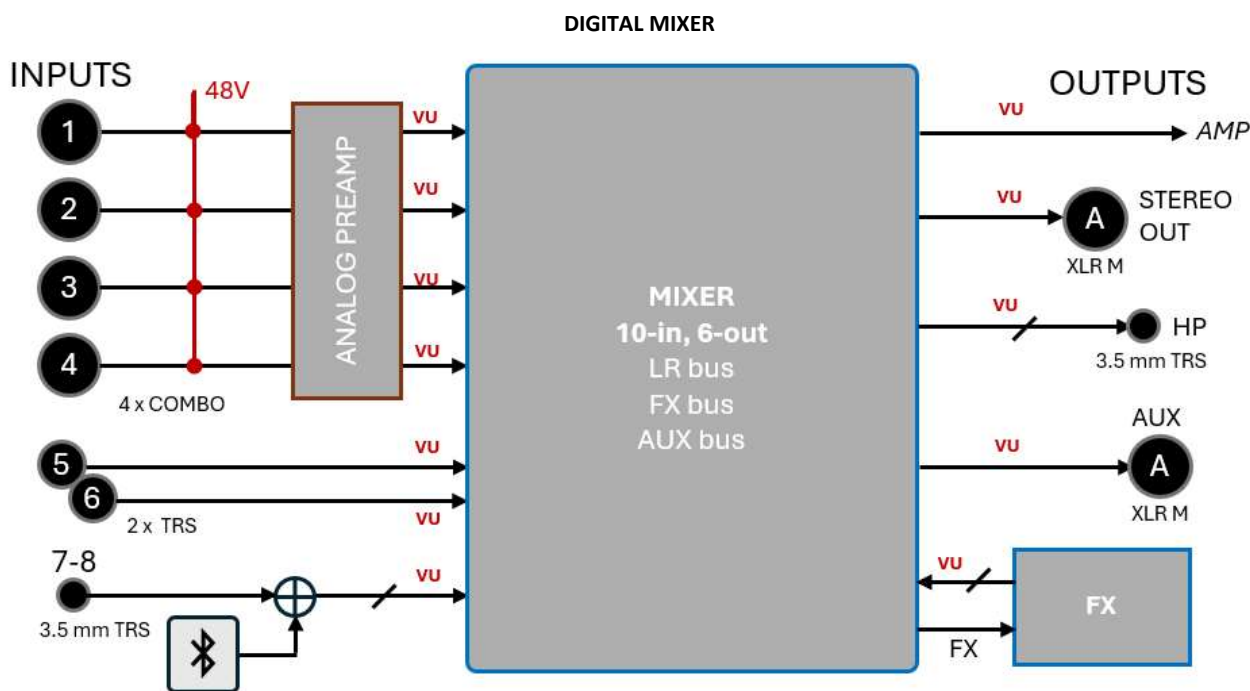 DIGITAL MIXER
INPUTS
48V
1
2
3
4
4 x COMBO
ANALOG PREAMP
VU
VU
VU
VU
5
6
2 x TRS
VU
VU
7-8
3.5 mm TRS
VU
MIXER
10-in, 6-out
LR bus
FX bus
AUX bus
OUTPUTS
VU
AMP
VU
A
STEREO
OUT
XLR M
VU
HP
3.5 mm TRS
AUX
VU
A
XLR M
VU
FX
FX